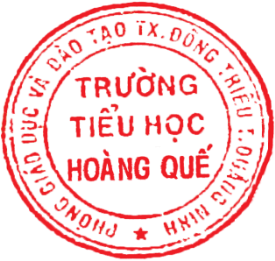 PHÒNG GIÁO DỤC VÀ ĐÀO TẠO TX. ĐÔNG TRIỀU T. QUẢNG NINH
TRƯỜNG
TIỂU HỌC
HOÀNG QUẾ